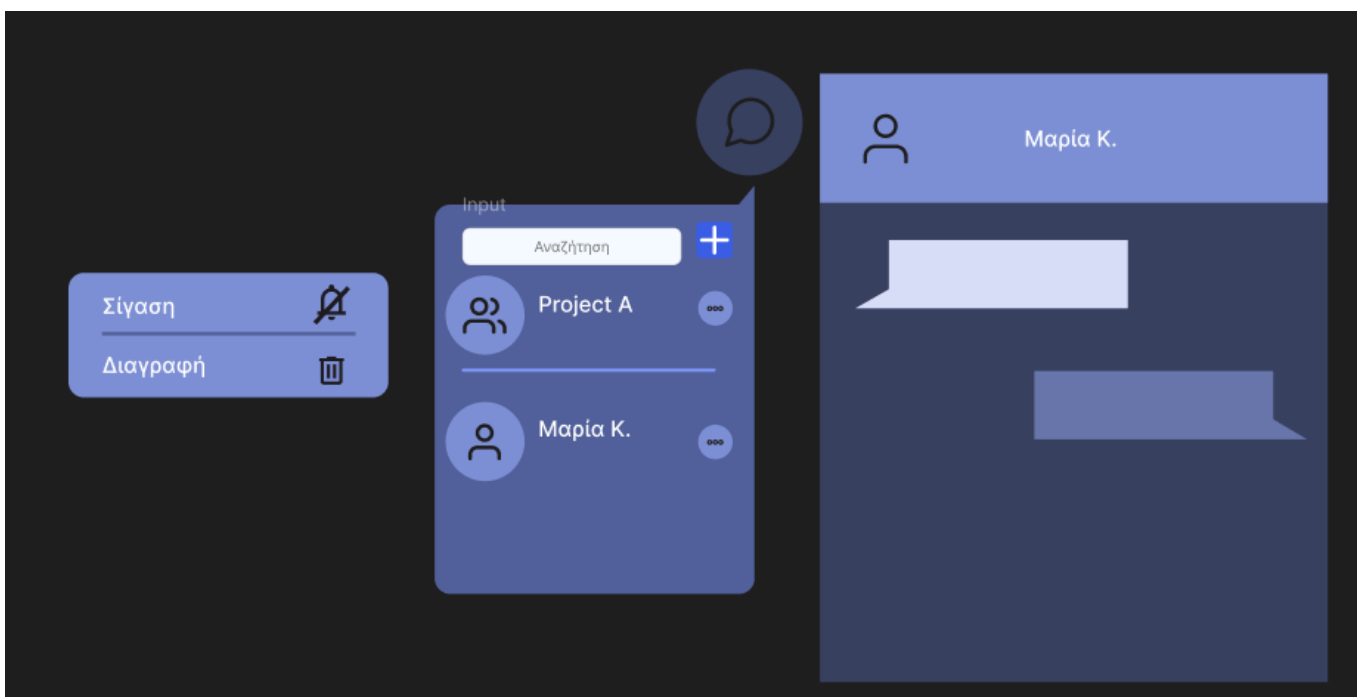 Σίγαση
Διαγραφή
Input
Αναζήτηση
Project A
Μαρία Κ.
Μαρία Κ.